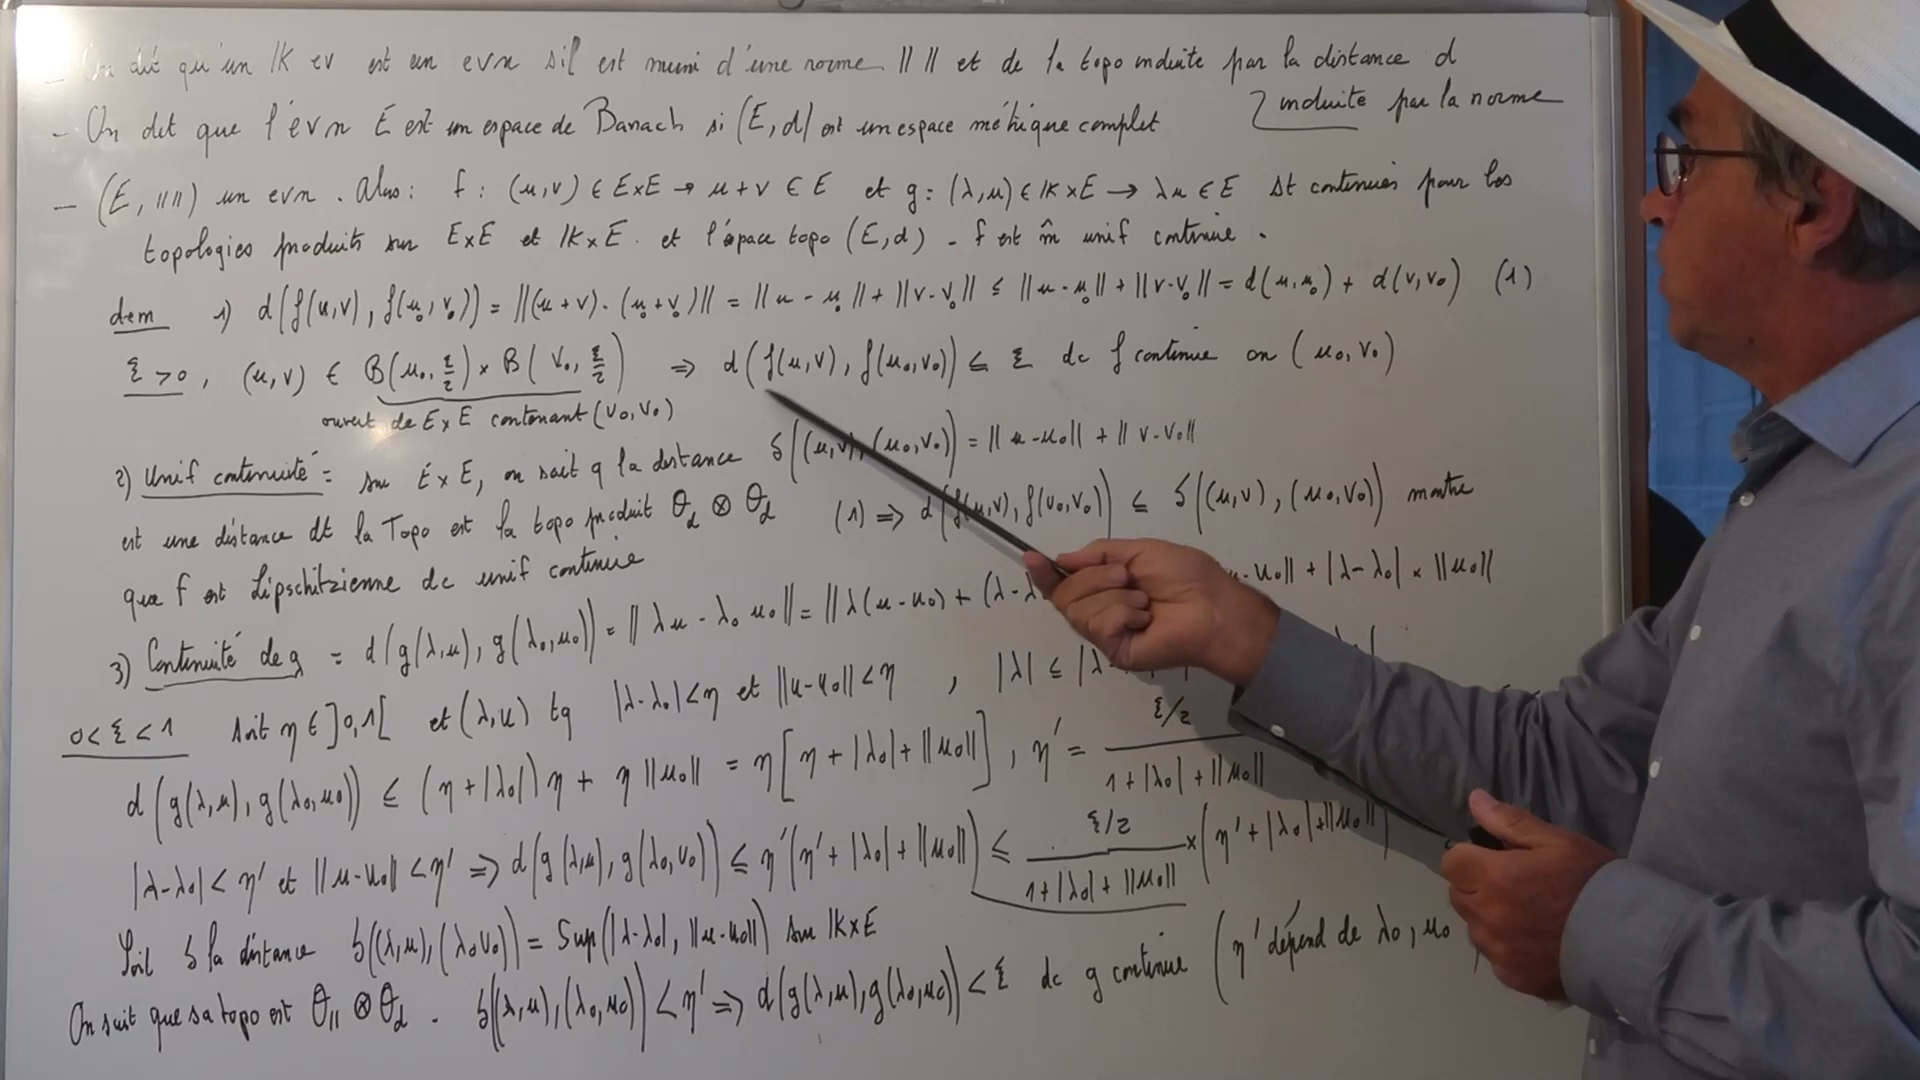 - On dit qu'un IK ev est un evn s'il est muni d'une norme || || et de la topo induite par la distance d
induite par la norme
- On dit que l'evn E est un espace de Banach si (E, d) est un espace métrique complet
- (E, || ||) un evn. Alors : f : (u,v) ∈ E×E → u+v ∈ E et g : (λ,u) ∈ IK×E → λu ∈ E st continues pour les
topologies produits sur E×E et IK×E. et l'espace topo (E,d) - f est m̂ unif continue.
dem 1) d(f(u,v), f(u₀,v₀)) = ||(u+v)-(u₀+v₀)|| = ||u-u₀|| + ||v-v₀|| ≤ ||u-u₀|| + ||v-v₀|| = d(u,u₀) + d(v,v₀) (1)
ξ > 0, (u,v) ∈ B(u₀, ξ/2) × B(v₀, ξ/2) ⇒ d(f(u,v), f(u₀,v₀)) ≤ ξ dc f continue en (u₀,v₀)
ouvert de E×E contenant (u₀,v₀)
2) Unif continuité = sur E×E, on sait q la distance δ((u,v),(u₀,v₀)) = ||u-u₀|| + ||v-v₀||
est une distance dt la Topo est la topo produit θ_d ⊗ θ_d (1) ⇒ d(f(u,v), f(u₀,v₀)) ≤ δ((u,v),(u₀,v₀)) montre
que f est Lipschitzienne dc unif continue
3) Continuité de g = d(g(λ,u), g(λ₀,u₀)) = ||λu - λ₀u₀|| = ||λ(u-u₀) + (λ-λ u-u₀|| + |λ-λ₀| × ||u₀||
0<ξ<1 soit η ∈ ]0,1[ et (λ,u) tq |λ-λ₀|<η et ||u-u₀||<η , |λ| ≤ |λ-
d(g(λ,u), g(λ₀,u₀)) ≤ (η+|λ₀|)η + η||u₀|| = η[η+|λ₀|+||u₀||], η' = (ξ/2)/(1+|λ₀|+||u₀||)
|λ-λ₀|<η' et ||u-u₀||<η' ⇒ d(g(λ,u), g(λ₀,v₀)) ≤ η'(η'+|λ₀|+||u₀||) ≤ (ξ/2)/(1+|λ₀|+||u₀||) × (η'+|λ₀|+||u₀||)
Soit δ la distance δ((λ,u),(λ₀,u₀)) = Sup(|λ-λ₀|, ||u-u₀||) sur IK×E
On sait que sa topo est θ_|| ⊗ θ_d. δ((λ,u),(λ₀,u₀)) < η' ⇒ d(g(λ,u), g(λ₀,u₀)) < ξ dc g continue (η' dépend de λ₀, u₀